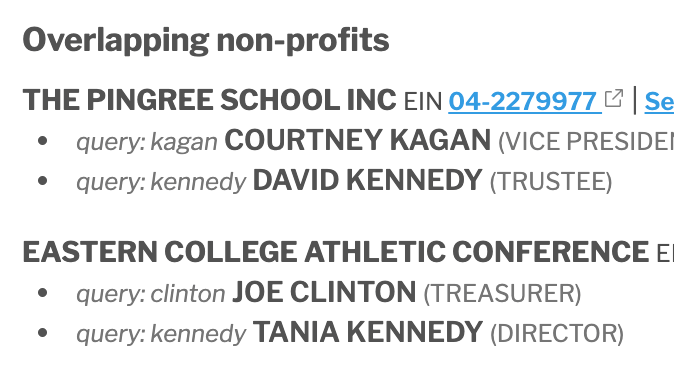 Overlapping non-profits
THE PINGREE SCHOOL INC EIN 04-2279977 | Se
• query: kagan COURTNEY KAGAN (VICE PRESIDEN
• query: kennedy DAVID KENNEDY (TRUSTEE)
EASTERN COLLEGE ATHLETIC CONFERENCE E
• query: clinton JOE CLINTON (TREASURER)
• query: kennedy TANIA KENNEDY (DIRECTOR)